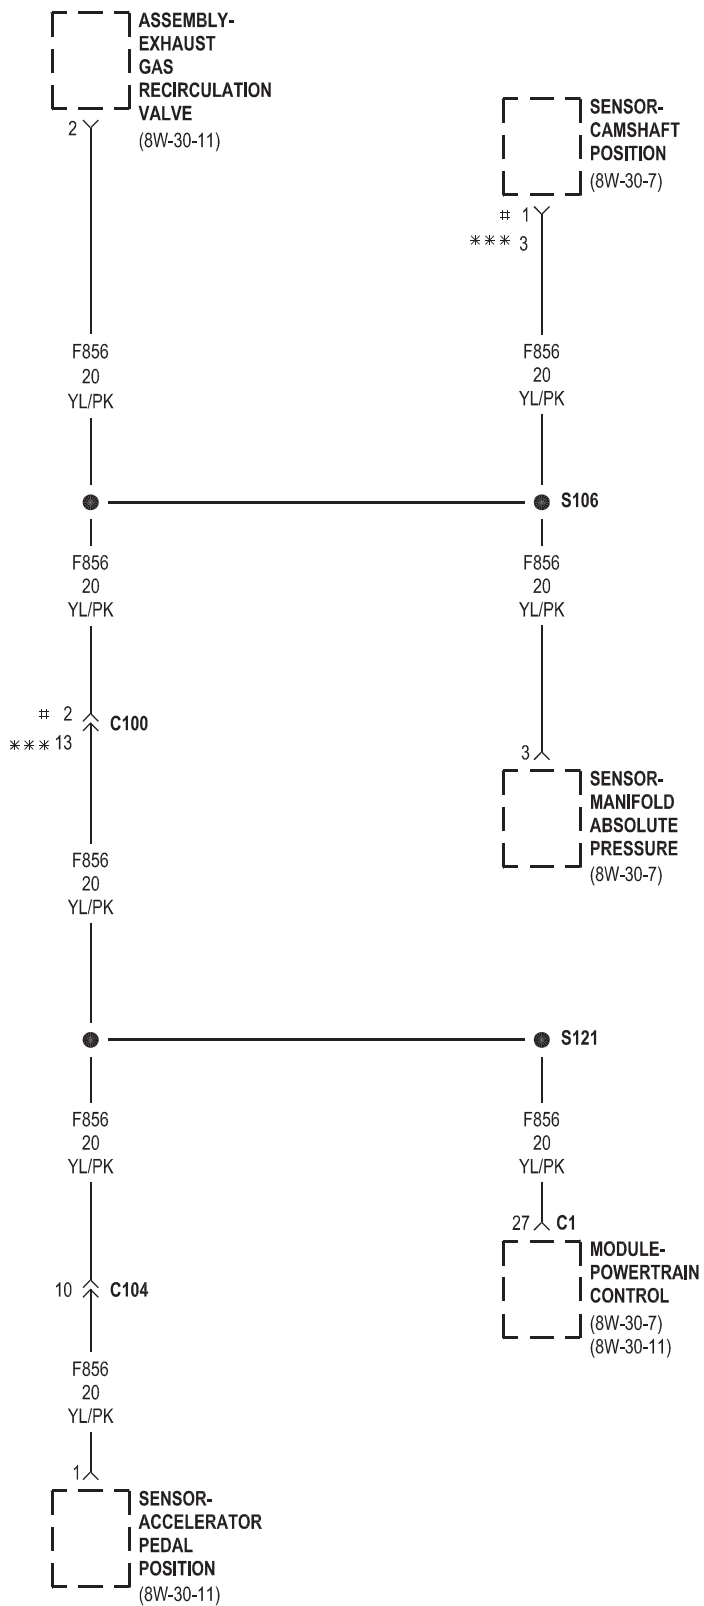 ASSEMBLY-
EXHAUST
GAS
RECIRCULATION
VALVE
(8W-30-11)
2
SENSOR-
CAMSHAFT
POSITION
(8W-30-7)
# 1
*** 3
F856
20
YL/PK
F856
20
YL/PK
S106
F856
20
YL/PK
F856
20
YL/PK
# 2
*** 13
C100
3
SENSOR-
MANIFOLD
ABSOLUTE
PRESSURE
(8W-30-7)
F856
20
YL/PK
S121
F856
20
YL/PK
F856
20
YL/PK
27 C1
MODULE-
POWERTRAIN
CONTROL
(8W-30-7)
(8W-30-11)
10 C104
F856
20
YL/PK
1
SENSOR-
ACCELERATOR
PEDAL
POSITION
(8W-30-11)